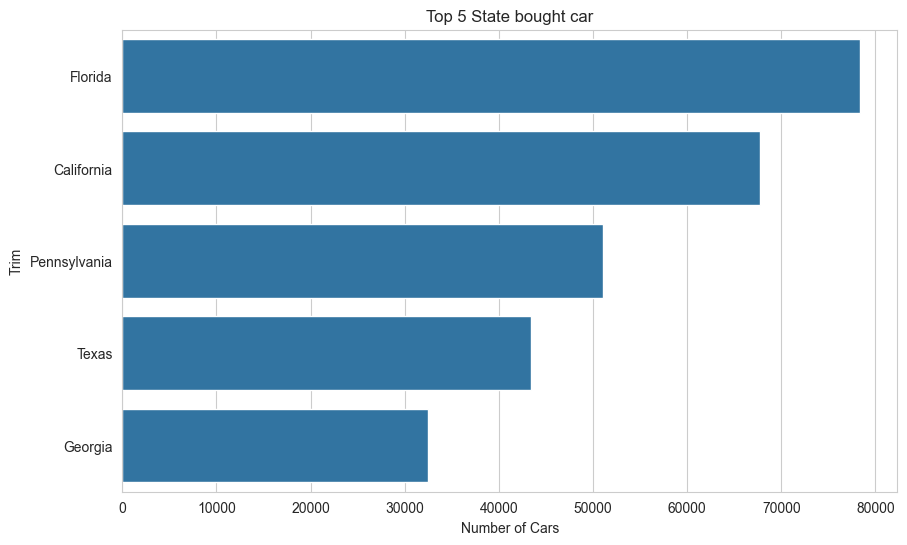 Top 5 State bought car
Florida
California
Pennsylvania
Texas
Georgia
Trim
0 10000 20000 30000 40000 50000 60000 70000 80000
Number of Cars